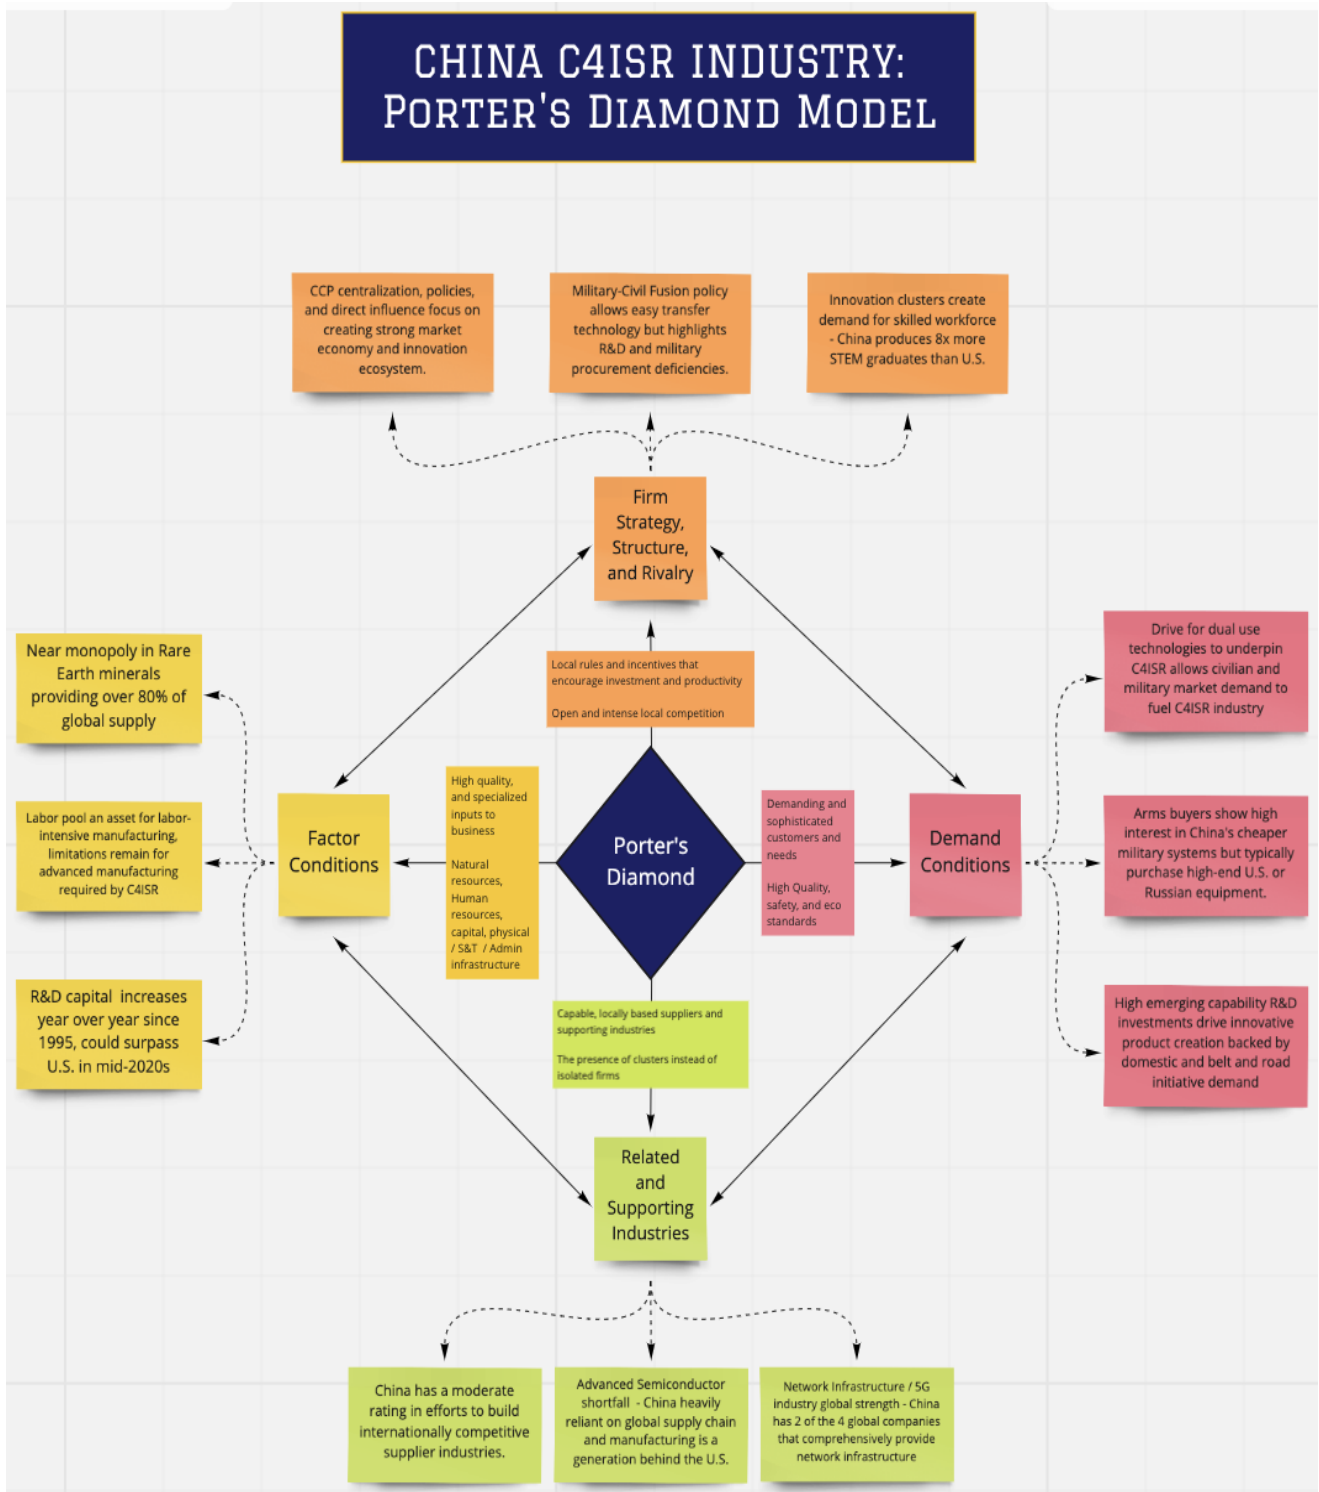 CHINA C4ISR INDUSTRY:
PORTER'S DIAMOND MODEL
CCP centralization, policies,
and direct influence focus on
creating strong market
economy and innovation
ecosystem.
Military-Civil Fusion policy
allows easy transfer
technology but highlights
R&D and military
procurement deficiencies.
Innovation clusters create
demand for skilled workforce
- China produces 8x more
STEM graduates than U.S.
Firm
Strategy,
Structure,
and Rivalry
Local rules and incentives that
encourage investment and productivity
Open and intense local competition
Near monopoly in Rare
Earth minerals
providing over 80% of
global supply
Labor pool an asset for labor-
intensive manufacturing,
limitations remain for
advanced manufacturing
required by C4ISR
R&D capital increases
year over year since
1995, could surpass
U.S. in mid-2020s
Factor
Conditions
High quality,
and specialized
inputs to
business
Natural
resources,
Human
resources,
capital, physical
/ S&T / Admin
infrastructure
Porter's
Diamond
Demanding and
sophisticated
customers and
needs
High Quality,
safety, and eco
standards
Demand
Conditions
Drive for dual use
technologies to underpin
C4ISR allows civilian and
military market demand to
fuel C4ISR industry
Arms buyers show high
interest in China's cheaper
military systems but typically
purchase high-end U.S. or
Russian equipment.
High emerging capability R&D
investments drive innovative
product creation backed by
domestic and belt and road
initiative demand
Capable, locally based suppliers and
supporting industries
The presence of clusters instead of
isolated firms
Related
and
Supporting
Industries
China has a moderate
rating in efforts to build
internationally competitive
supplier industries.
Advanced Semiconductor
shortfall - China heavily
reliant on global supply chain
and manufacturing is a
generation behind the U.S.
Network Infrastructure / 5G
industry global strength - China
has 2 of the 4 global companies
that comprehensively provide
network infrastructure